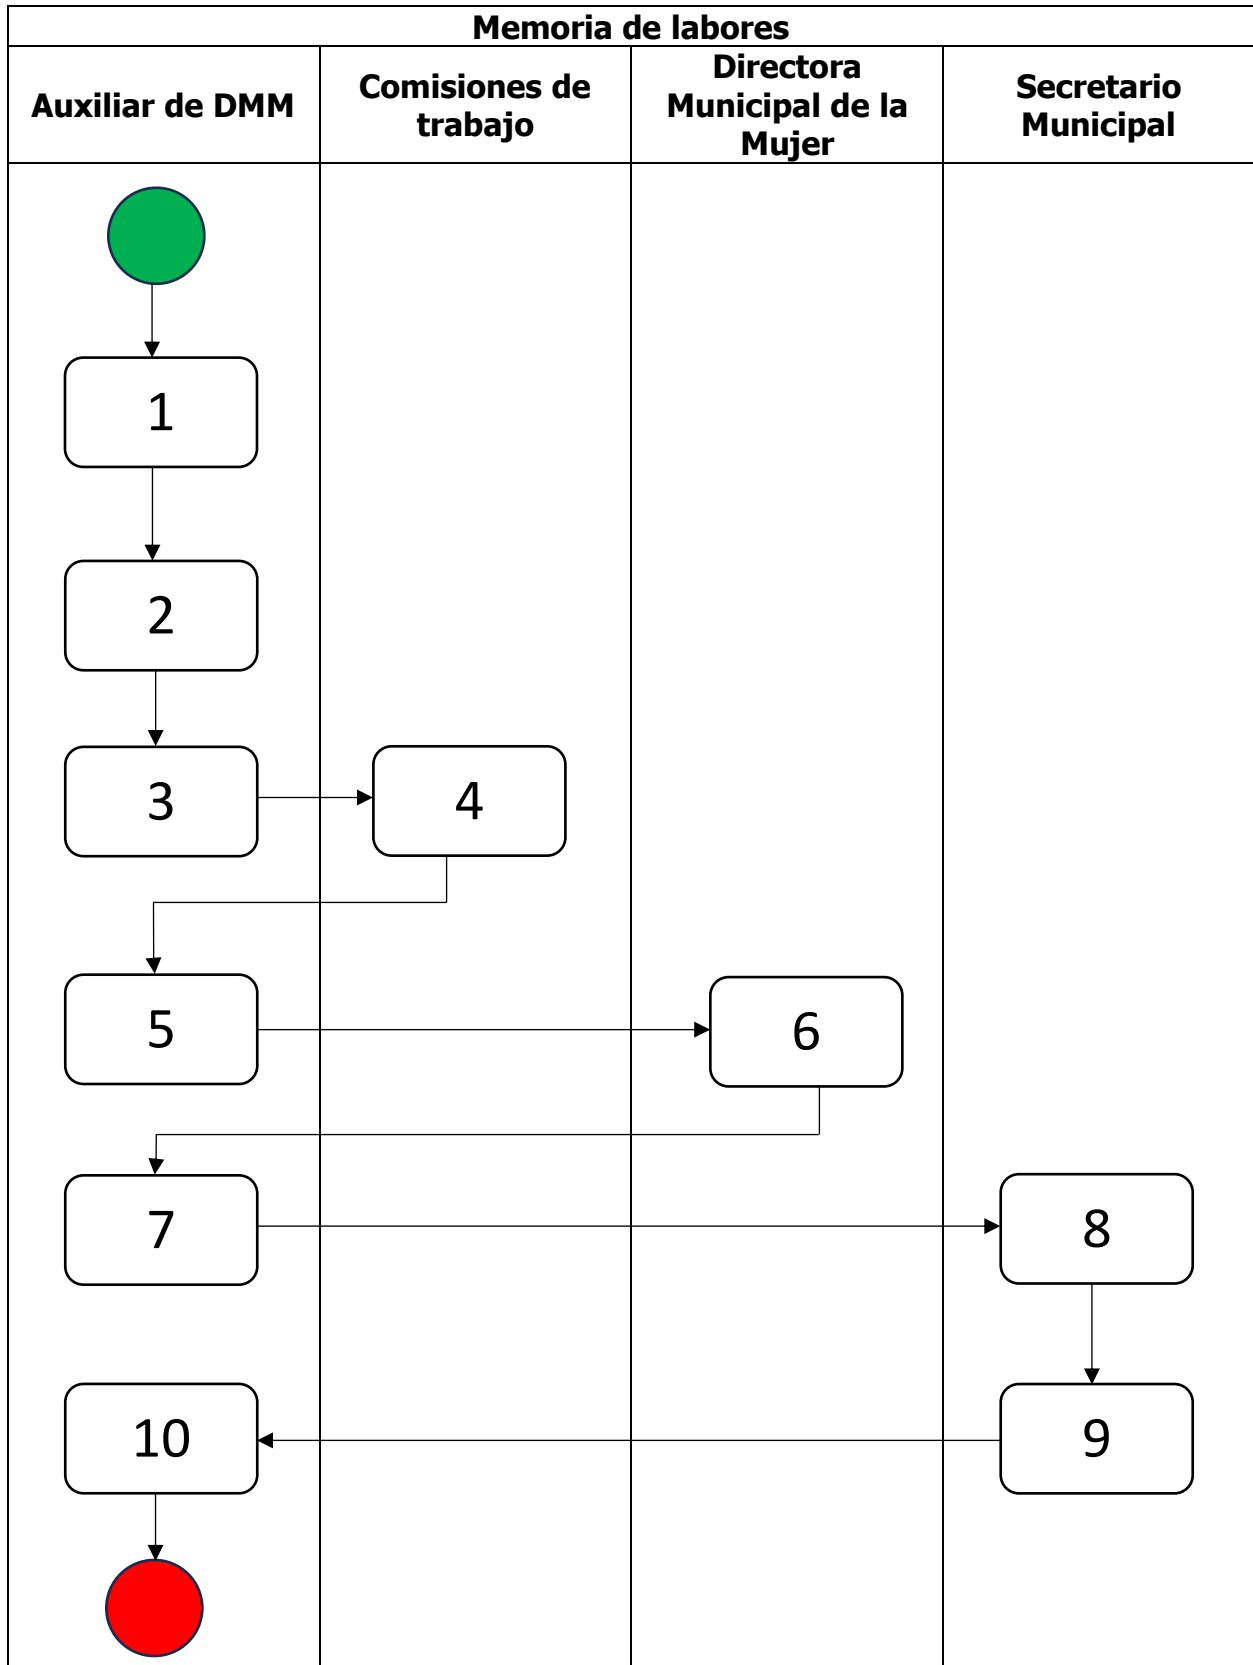 Memoria de labores
Auxiliar de DMM
Comisiones de
trabajo
Directora
Municipal de la
Mujer
Secretario
Municipal
1
2
3
4
5
6
7
8
10
9